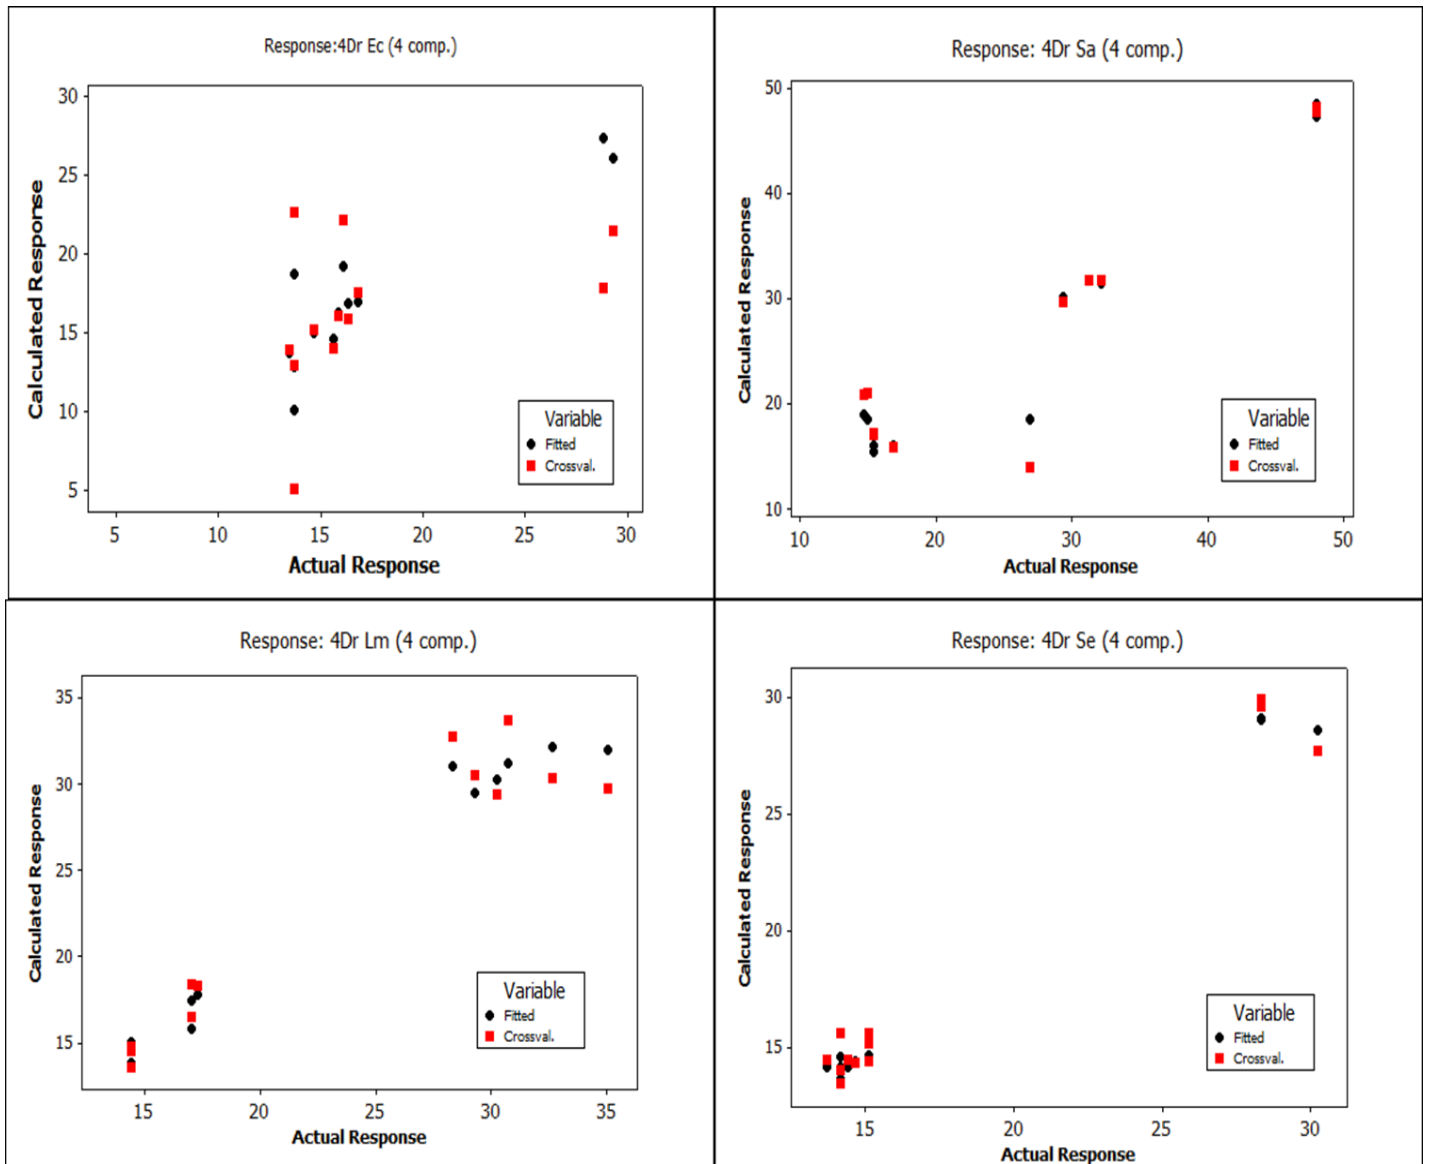 Response:4Dr Ec (4 comp.)
Calculated Response
30
25
20
15
10
5
Variable
Fitted
Crossval.
5 10 15 20 25 30
Actual Response
Response: 4Dr Sa (4 comp.)
Calculated Response
50
40
30
20
10
Variable
Fitted
Crossval.
10 20 30 40 50
Actual Response
Response: 4Dr Lm (4 comp.)
Calculated Response
35
30
25
20
15
Variable
Fitted
Crossval.
15 20 25 30 35
Actual Response
Response: 4Dr Se (4 comp.)
Calculated Response
30
25
20
15
Variable
Fitted
Crossval.
15 20 25 30
Actual Response